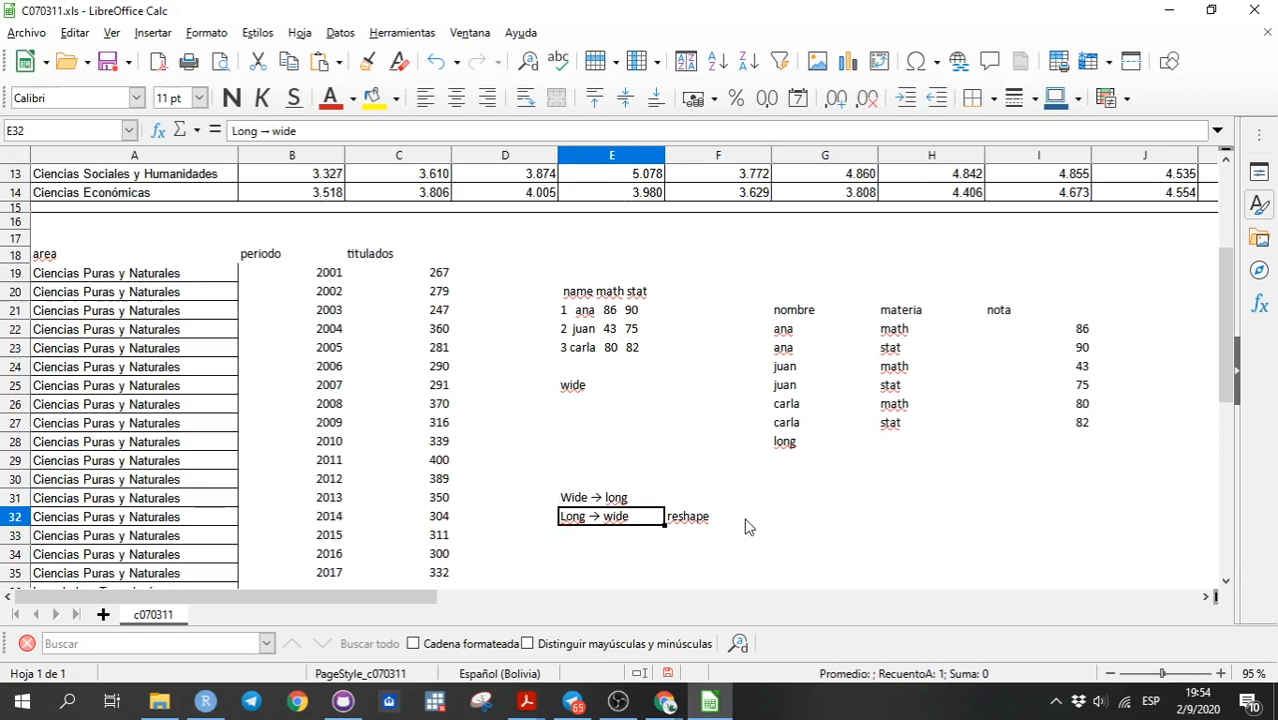 C070311.xls - LibreOffice Calc
Archivo Editar Ver Insertar Formato Estilos Hoja Datos Herramientas Ventana Ayuda
Calibri 11 pt N K S A
E32 fx Σ = Long → wide
A B C D E F G H I J
13 Ciencias Sociales y Humanidades 3.327 3.610 3.874 5.078 3.772 4.860 4.842 4.855 4.535
14 Ciencias Económicas 3.518 3.806 4.005 3.980 3.629 3.808 4.406 4.673 4.554
15
16
17
18 area periodo titulados
19 Ciencias Puras y Naturales 2001 267
20 Ciencias Puras y Naturales 2002 279 name math stat
21 Ciencias Puras y Naturales 2003 247 1 ana 86 90 nombre materia nota
22 Ciencias Puras y Naturales 2004 360 2 juan 43 75 ana math 86
23 Ciencias Puras y Naturales 2005 281 3 carla 80 82 ana stat 90
24 Ciencias Puras y Naturales 2006 290 juan math 43
25 Ciencias Puras y Naturales 2007 291 wide juan stat 75
26 Ciencias Puras y Naturales 2008 370 carla math 80
27 Ciencias Puras y Naturales 2009 316 carla stat 82
28 Ciencias Puras y Naturales 2010 339 long
29 Ciencias Puras y Naturales 2011 400
30 Ciencias Puras y Naturales 2012 389
31 Ciencias Puras y Naturales 2013 350 Wide → long
32 Ciencias Puras y Naturales 2014 304 Long → wide reshape
33 Ciencias Puras y Naturales 2015 311
34 Ciencias Puras y Naturales 2016 300
35 Ciencias Puras y Naturales 2017 332
c070311
Buscar Buscar todo Cadena formateada Distinguir mayúsculas y minúsculas
Hoja 1 de 1 PageStyle_c070311 Español (Bolivia) Promedio: ; RecuentoA: 1; Suma: 0 95 %
65 ESP 19:54
2/9/2020 10